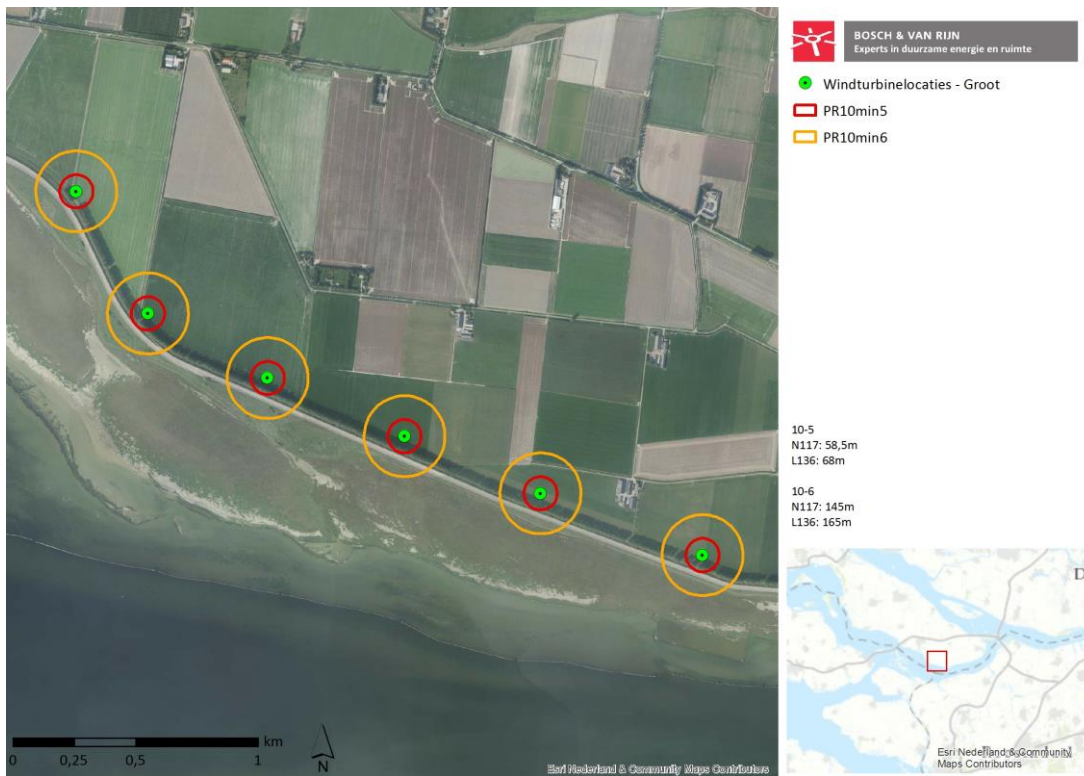 BOSCH & VAN RIJN
Experts in duurzame energie en ruimte
Windturbinelocaties - Groot
PR10min5
PR10min6
10-5
N117: 58,5m
L136: 68m
10-6
N117: 145m
L136: 165m
D
Esri Nederland & Community
Maps Contributors
km
0 0,25 0,5 1
N
Esri Nederland & Community Maps Contributors